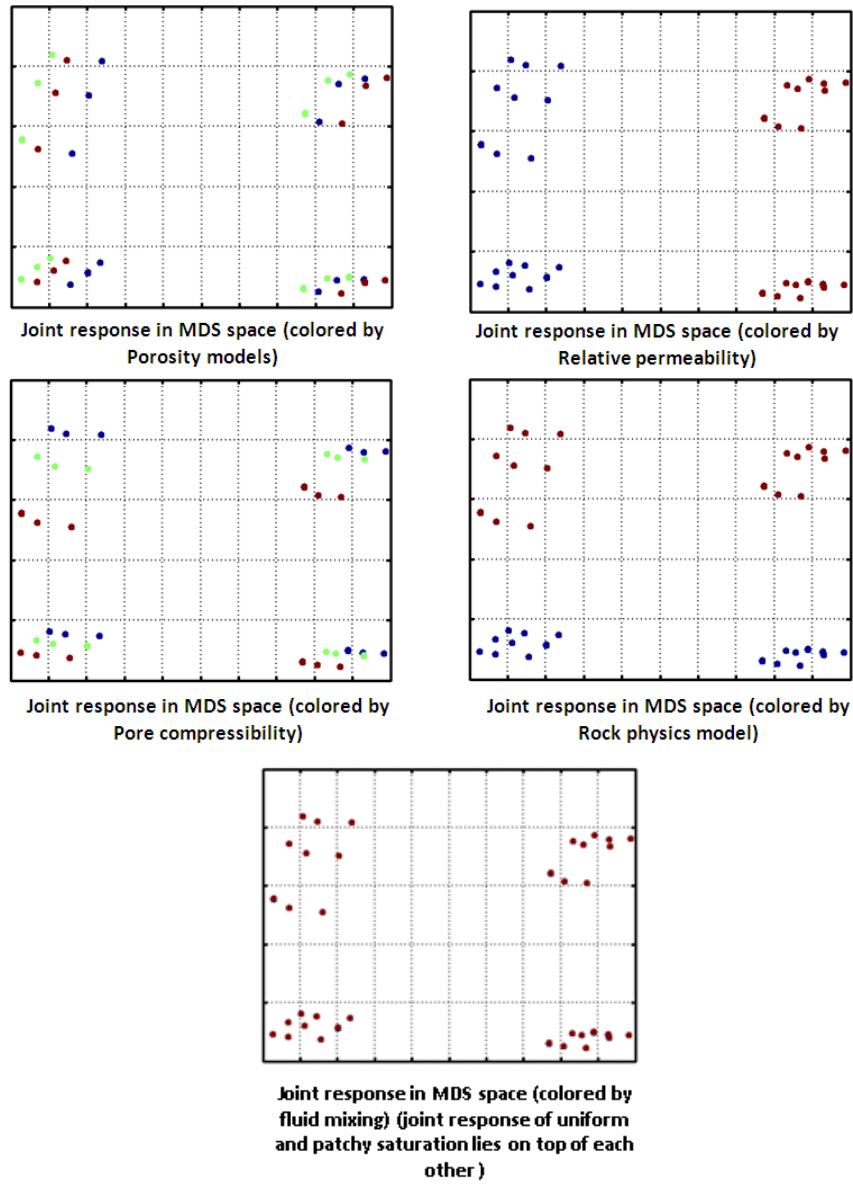 Joint response in MDS space (colored by
Porosity models)
Joint response in MDS space (colored by
Relative permeability)
Joint response in MDS space (colored by
Pore compressibility)
Joint response in MDS space (colored by
Rock physics model)
Joint response in MDS space (colored by
fluid mixing) (joint response of uniform
and patchy saturation lies on top of each
other )